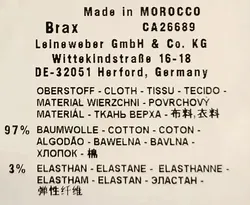 Made in MOROCCO
Brax CA26689
Leineweber GmbH & Co. KG
Wittekindstraße 16-18
DE-32051 Herford, Germany
OBERSTOFF - CLOTH - TISSU - TECIDO -
MATERIAL WIERZCHNI - POVRCHOVÝ
MATERIÁL - ТКАНЬ ВЕРХА - 布料, 衣料
97% BAUMWOLLE - COTTON - COTON -
ALGODÃO - BAWEŁNA - BAVLNA -
ХЛОПОК - 棉
3% ELASTHAN - ELASTANE - ELASTHANNE -
ELASTHAM - ELASTAN - ЭЛАСТАН -
弹性纤维